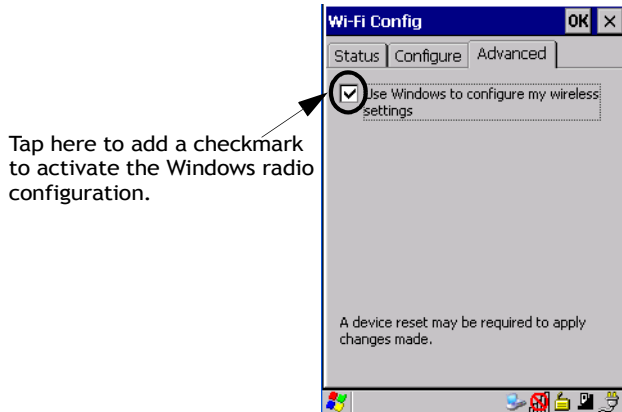 Wi-Fi Config OK ×
Status Configure Advanced
Use Windows to configure my wireless
settings
Tap here to add a checkmark
to activate the Windows radio
configuration.
A device reset may be required to apply
changes made.